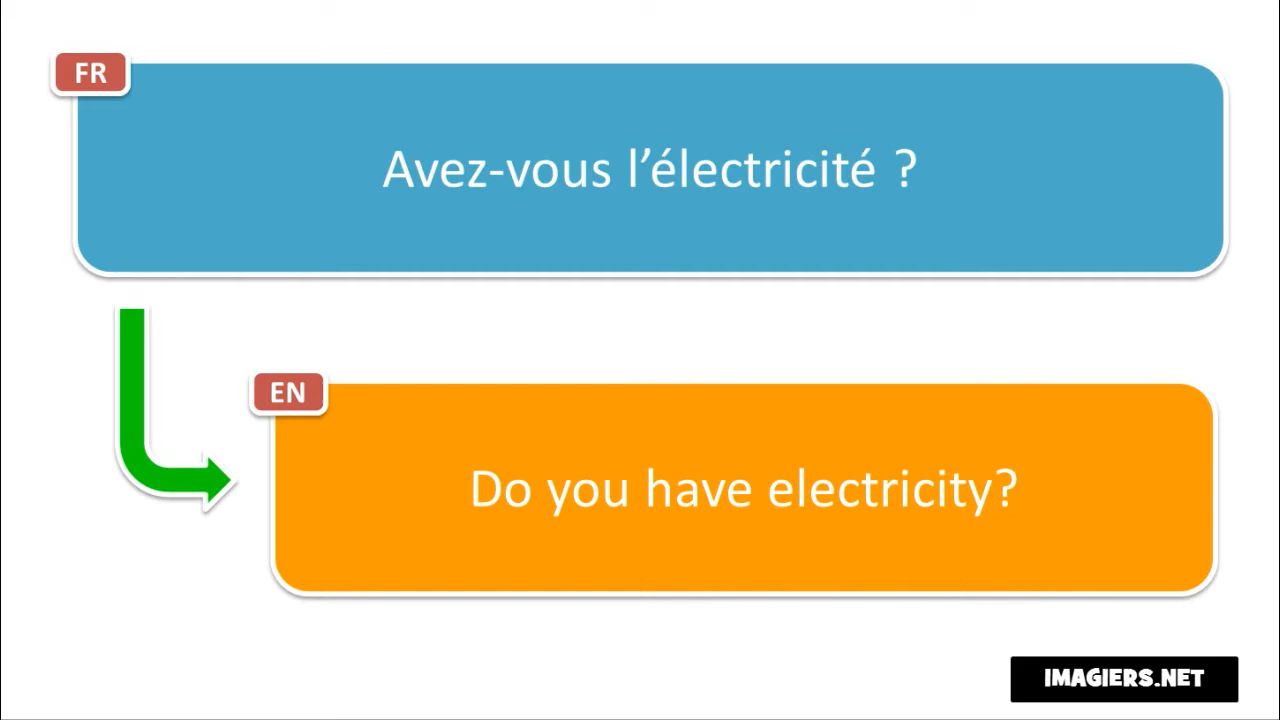 FR
Avez-vous l’électricité ?
EN
Do you have electricity?
IMAGIERS.NET